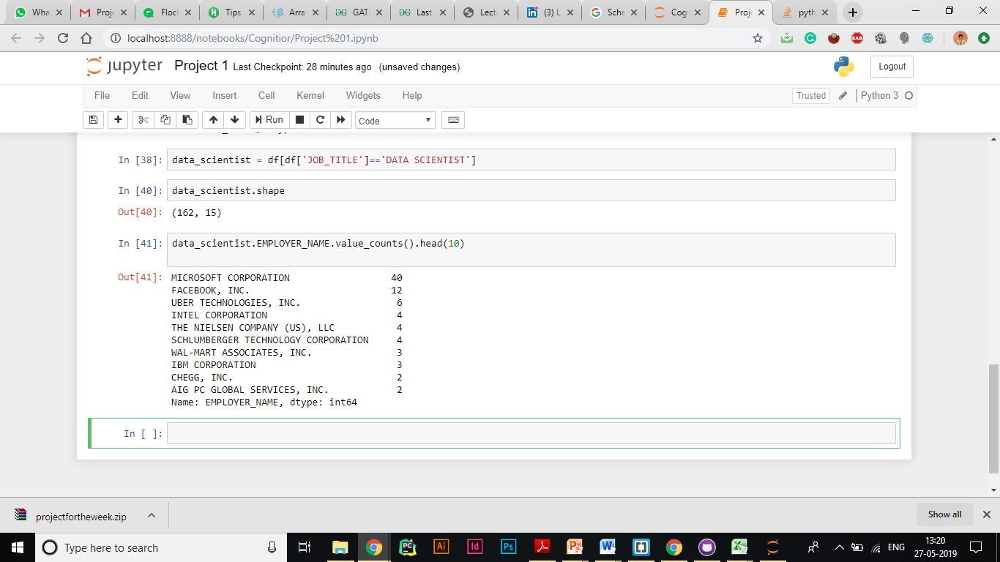 Wha
Proje
Flock
Tips
Arra
GAT
Last
Lect
(3) L
Sche
Cog
Proj
pyth
localhost:8888/notebooks/Cognitior/Project%201.ipynb
EAB
jupyter Project 1 Last Checkpoint: 28 minutes ago (unsaved changes)
Logout
File Edit View Insert Cell Kernel Widgets Help
Trusted Python 3
Run Code
In [38]: data_scientist = df[df['JOB_TITLE']=='DATA SCIENTIST']
In [40]: data_scientist.shape
Out[40]: (162, 15)
In [41]: data_scientist.EMPLOYER_NAME.value_counts().head(10)
Out[41]: MICROSOFT CORPORATION 40
FACEBOOK, INC. 12
UBER TECHNOLOGIES, INC. 6
INTEL CORPORATION 4
THE NIELSEN COMPANY (US), LLC 4
SCHLUMBERGER TECHNOLOGY CORPORATION 4
WAL-MART ASSOCIATES, INC. 3
IBM CORPORATION 3
CHEGG, INC. 2
AIG PC GLOBAL SERVICES, INC. 2
Name: EMPLOYER_NAME, dtype: int64
In [ ]:
projectfortheweek.zip
Show all
Type here to search
PC
Ai
Id
Ps
ENG
13:20
27-05-2019